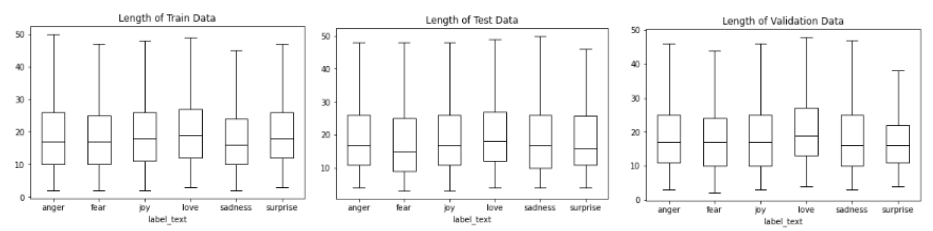 Length of Train Data
50
40
30
20
10
0
anger fear joy love sadness surprise
label_text
Length of Test Data
50
40
30
20
10
anger fear joy love sadness surprise
label_text
Length of Validation Data
50
40
30
20
10
0
anger fear joy love sadness surprise
label_text